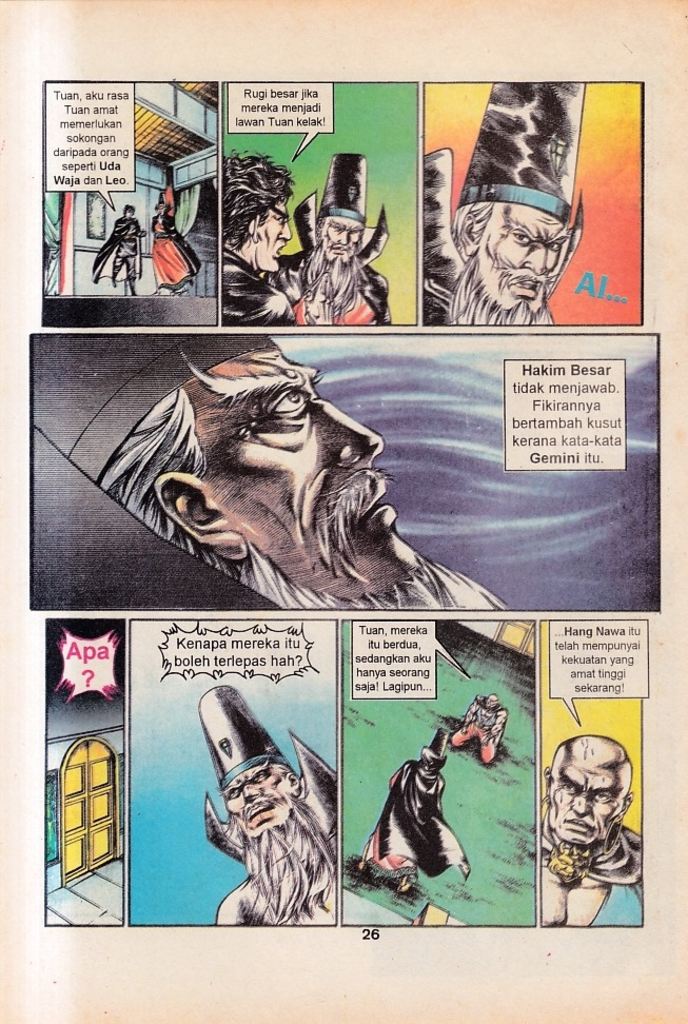 Tuan, aku rasa
Tuan amat
memerlukan
sokongan
daripada orang
seperti Uda
Waja dan Leo.
Rugi besar jika
mereka menjadi
lawan Tuan kelak!
AI...
Hakim Besar
tidak menjawab.
Fikirannya
bertambah kusut
kerana kata-kata
Gemini itu.
Apa
?
Kenapa mereka itu
boleh terlepas hah?
Tuan, mereka
itu berdua,
sedangkan aku
hanya seorang
saja! Lagipun...
...Hang Nawa itu
telah mempunyai
kekuatan yang
amat tinggi
sekarang!
26